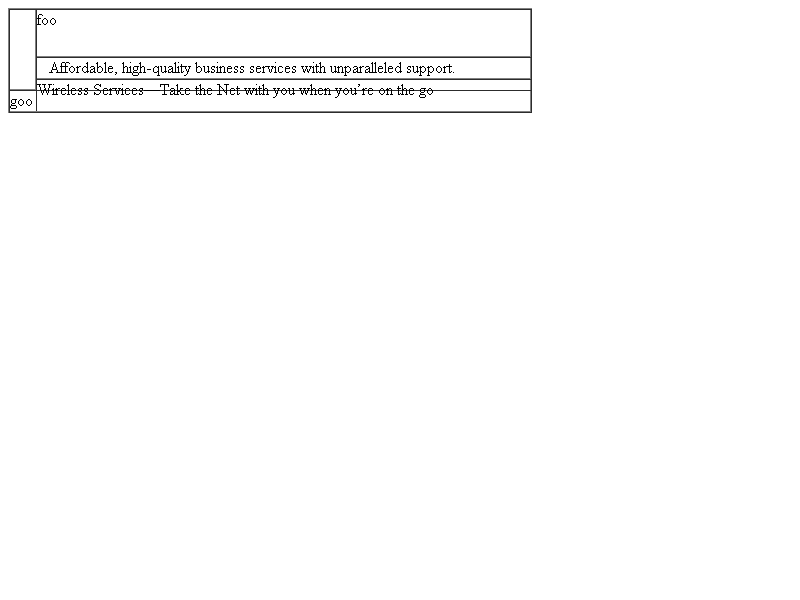 foo
Affordable, high-quality business services with unparalleled support.
Wireless Services – Take the Net with you when you’re on the go
goo